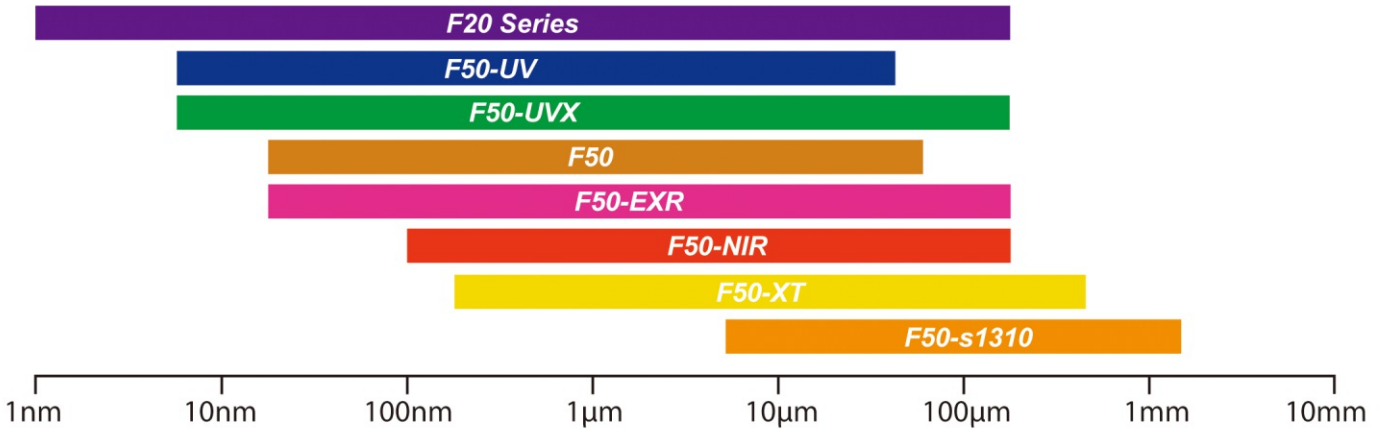 F20 Series
F50-UV
F50-UVX
F50
F50-EXR
F50-NIR
F50-XT
F50-s1310
1nm 10nm 100nm 1μm 10μm 100μm 1mm 10mm